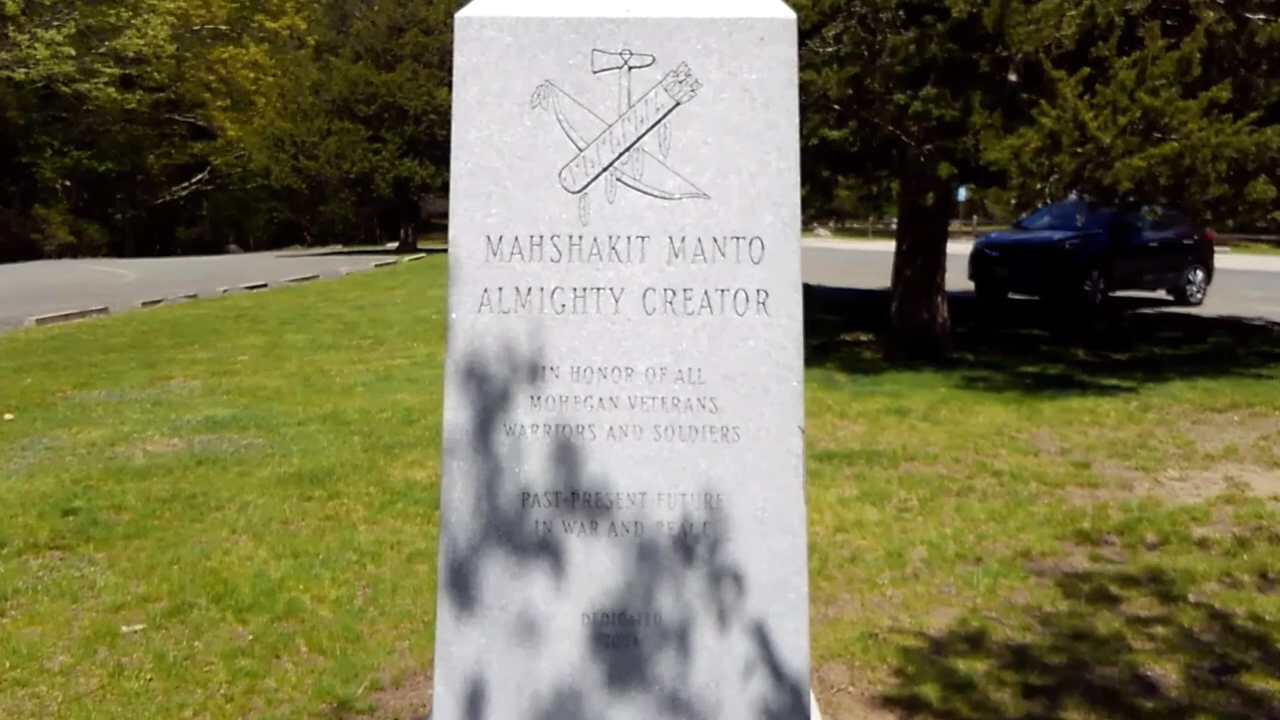 MAHSHAKIT MANTO
ALMIGHTY CREATOR
IN HONOR OF ALL
MOHEGAN VETERANS
WARRIORS AND SOLDIERS
PAST-PRESENT-FUTURE
IN WAR AND PEACE
DEDICATED